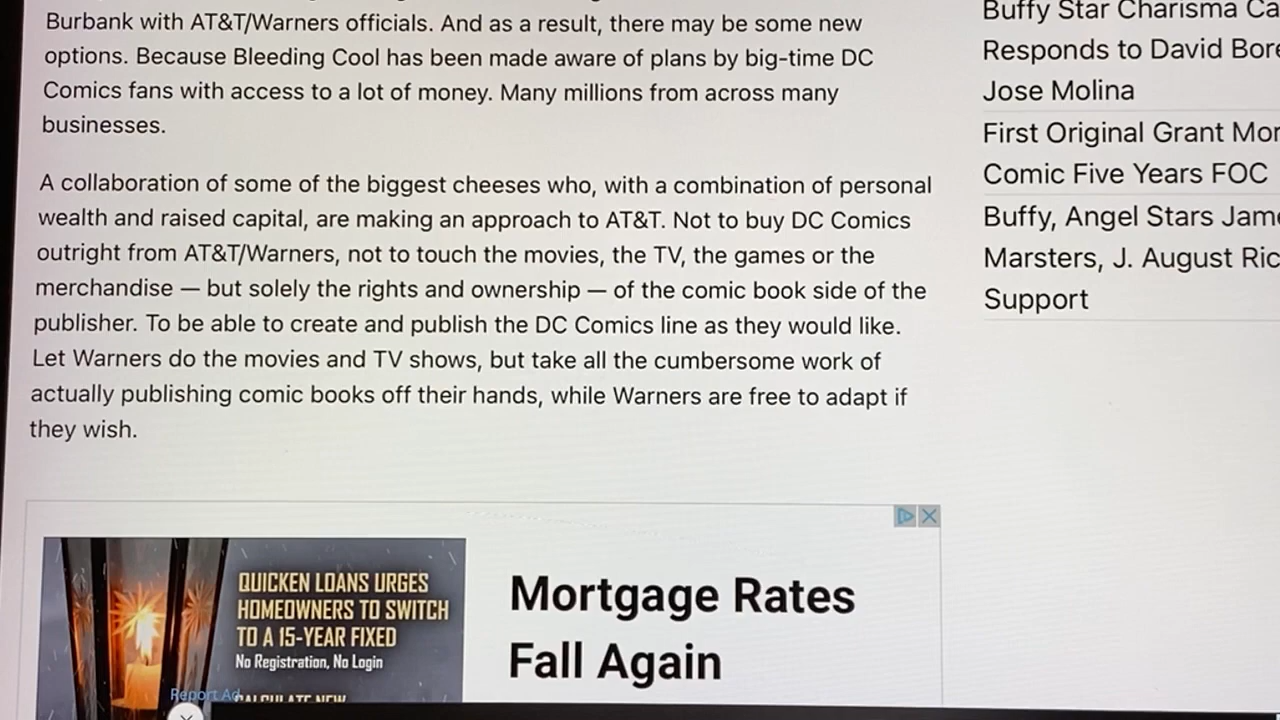 Burbank with AT&T/Warners officials. And as a result, there may be some new
options. Because Bleeding Cool has been made aware of plans by big-time DC
Comics fans with access to a lot of money. Many millions from across many
businesses.
A collaboration of some of the biggest cheeses who, with a combination of personal
wealth and raised capital, are making an approach to AT&T. Not to buy DC Comics
outright from AT&T/Warners, not to touch the movies, the TV, the games or the
merchandise — but solely the rights and ownership — of the comic book side of the
publisher. To be able to create and publish the DC Comics line as they would like.
Let Warners do the movies and TV shows, but take all the cumbersome work of
actually publishing comic books off their hands, while Warners are free to adapt if
they wish.
Buffy Star Charisma
Responds to David
Jose Molina
First Original Grant
Comic Five Years FOC
Buffy, Angel Stars
Marsters, J. August
Support
QUICKEN LOANS URGES
HOMEOWNERS TO SWITCH
TO A 15-YEAR FIXED
No Registration, No Login
CALCULATE NEW
Mortgage Rates
Fall Again
Report Ad